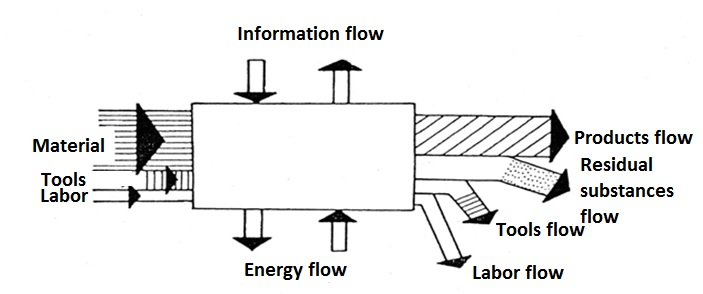 Information flow
Material
Tools
Labor
Products flow
Residual
substances
flow
Tools flow
Labor flow
Energy flow